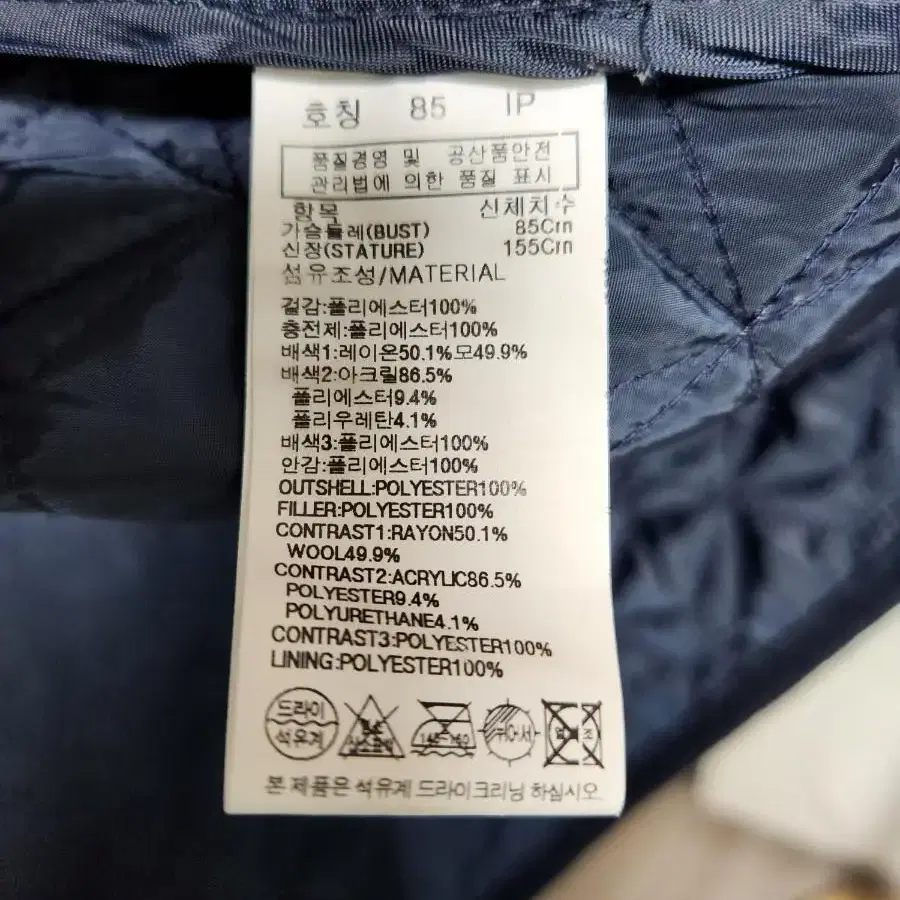 호칭 85 IP
품질경영 및 공산품안전
관리법에 의한 품질 표시
항목 신체치수
가슴둘레(BUST) 85Cm
신장(STATURE) 155Cm
섬유조성/MATERIAL
겉감:폴리에스터100%
충전제:폴리에스터100%
배색1:레이온50.1%모49.9%
배색2:아크릴86.5%
폴리에스터9.4%
폴리우레탄4.1%
배색3:폴리에스터100%
안감:폴리에스터100%
OUTSHELL:POLYESTER100%
FILLER:POLYESTER100%
CONTRAST1:RAYON50.1%
WOOL49.9%
CONTRAST2:ACRYLIC86.5%
POLYESTER9.4%
POLYURETHANE4.1%
CONTRAST3:POLYESTER100%
LINING:POLYESTER100%
드라이
석유계
뉘어서
본 제품은 석유계 드라이크리닝 하십시오